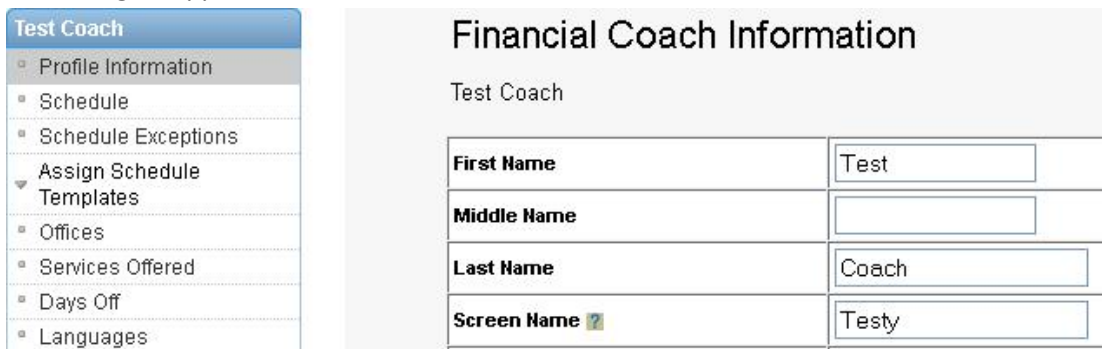 Test Coach
Profile Information
Schedule
Schedule Exceptions
Assign Schedule
Templates
Offices
Services Offered
Days Off
Languages
Financial Coach Information
Test Coach
First Name Test
Middle Name
Last Name Coach
Screen Name ? Testy